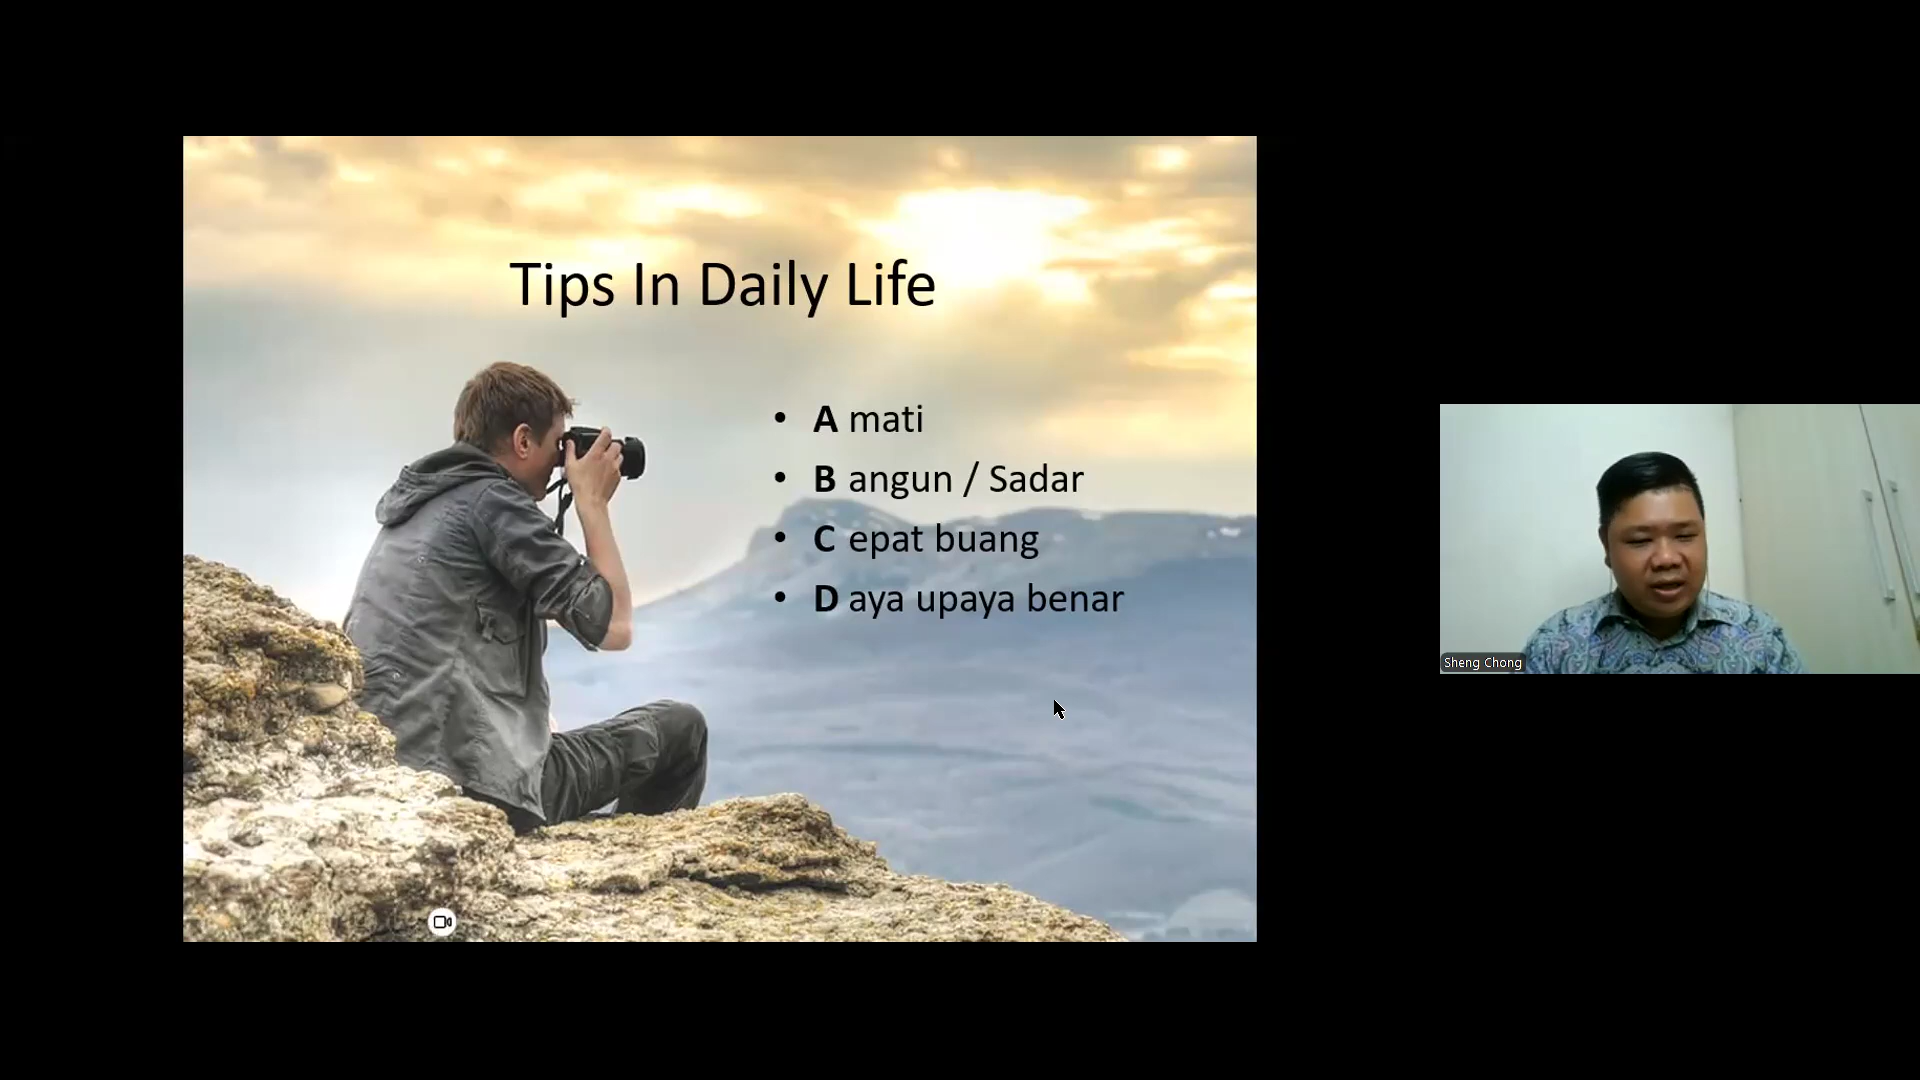 Tips In Daily Life
• A mati
• B angun / Sadar
• C epat buang
• D aya upaya benar
Sheng Chong